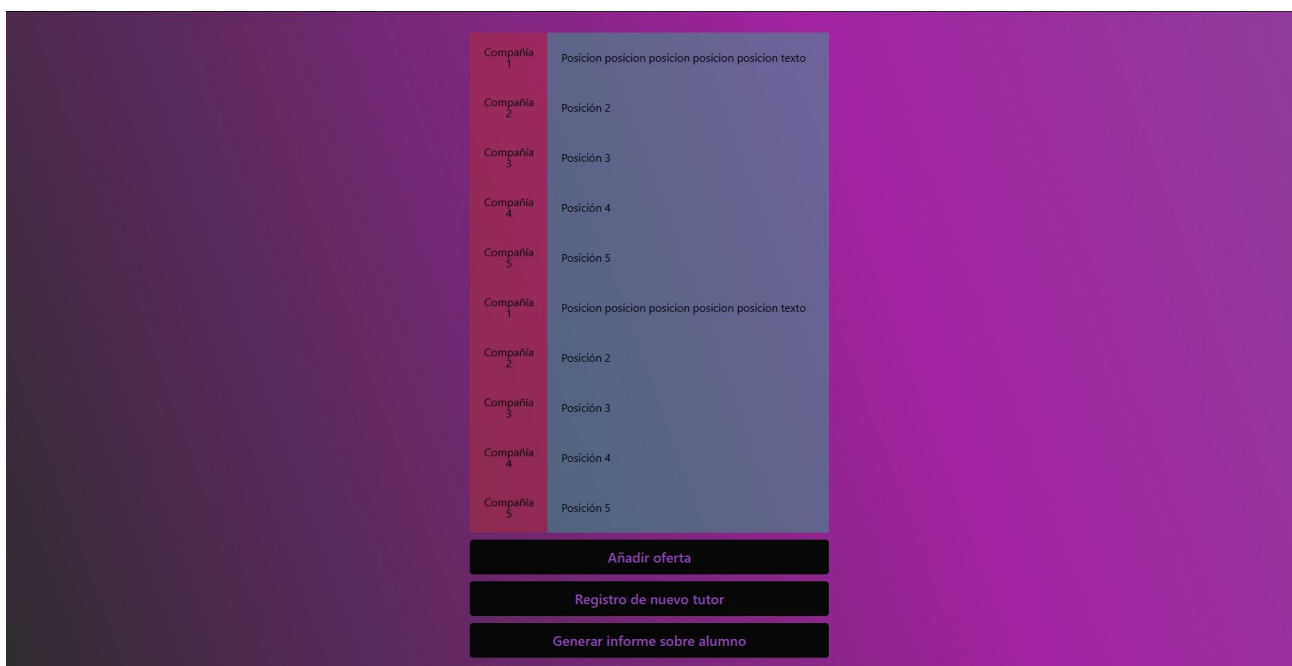 Compañía
1
Posicion posicion posicion posicion posicion texto
Compañía
2
Posición 2
Compañía
3
Posición 3
Compañía
4
Posición 4
Compañía
5
Posición 5
Compañía
1
Posicion posicion posicion posicion posicion texto
Compañía
2
Posición 2
Compañía
3
Posición 3
Compañía
4
Posición 4
Compañía
5
Posición 5
Añadir oferta
Registro de nuevo tutor
Generar informe sobre alumno